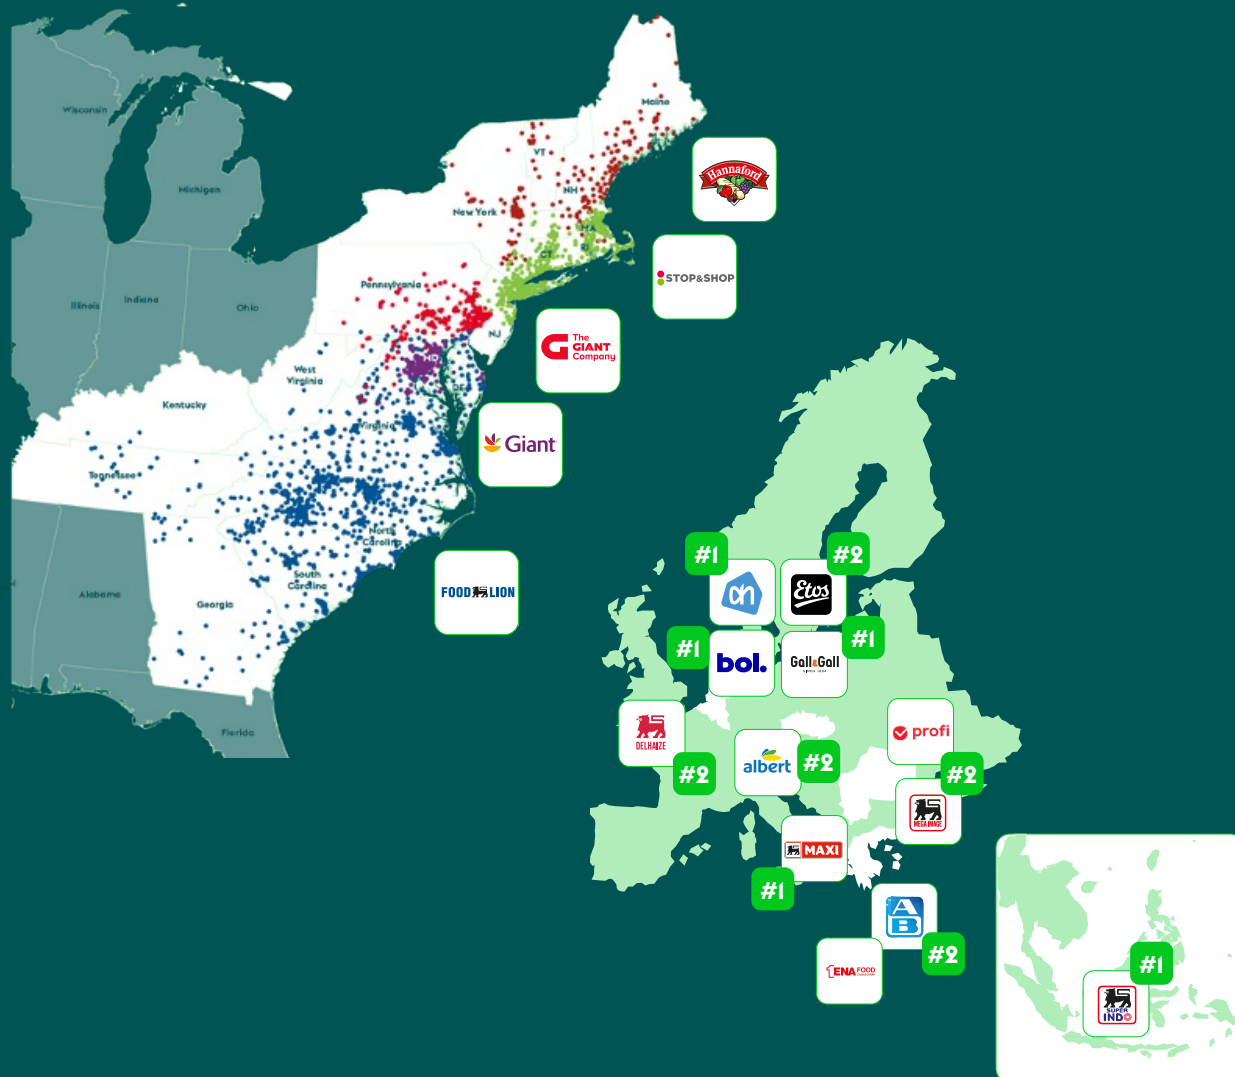 Maine
Wisconsin
VT
Michigan
NH
New York
MA
CT
RI
Pennsylvania
Illinois
Indiana
Ohio
NJ
MD
West
Virginia
DE
Kentucky
Virginia
Tennessee
North
Carolina
South
Carolina
Alabama
Georgia
Florida
Hannaford
STOP&SHOP
The
GIANT
Company
Giant
FOOD LION
#1
ah
Etos
#2
#1
bol.
Gall&Gall
#1
DELHAIZE
#2
albert
#2
profi
#2
MEGA IMAGE
MAXI
#1
AB
#2
ENA FOOD
CASH & CARRY
#1
SUPER
INDO